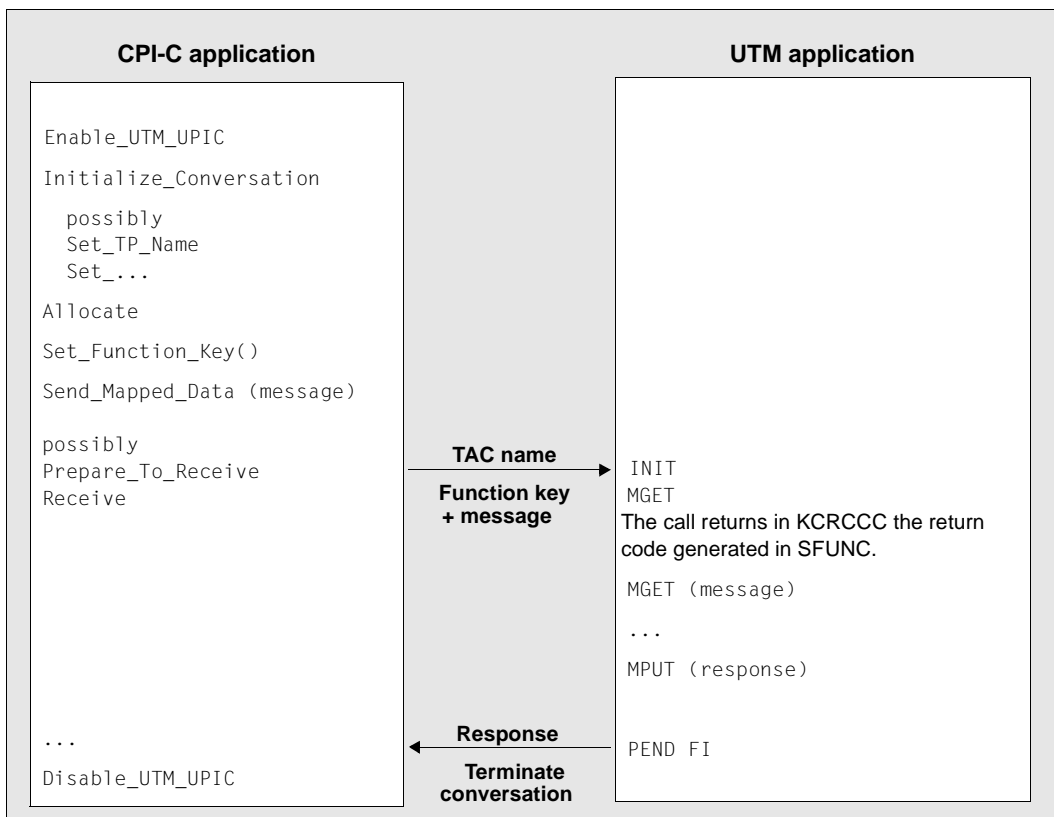 CPI-C application
Enable_UTM_UPIC
Initialize_Conversation
possibly
Set_TP_Name
Set_...
Allocate
Set_Function_Key()
Send_Mapped_Data (message)
possibly
Prepare_To_Receive
Receive
...
Disable_UTM_UPIC
TAC name
Function key
+ message
Response
Terminate
conversation
UTM application
INIT
MGET
The call returns in KCRCCC the return
code generated in SFUNC.
MGET (message)
...
MPUT (response)
PEND FI